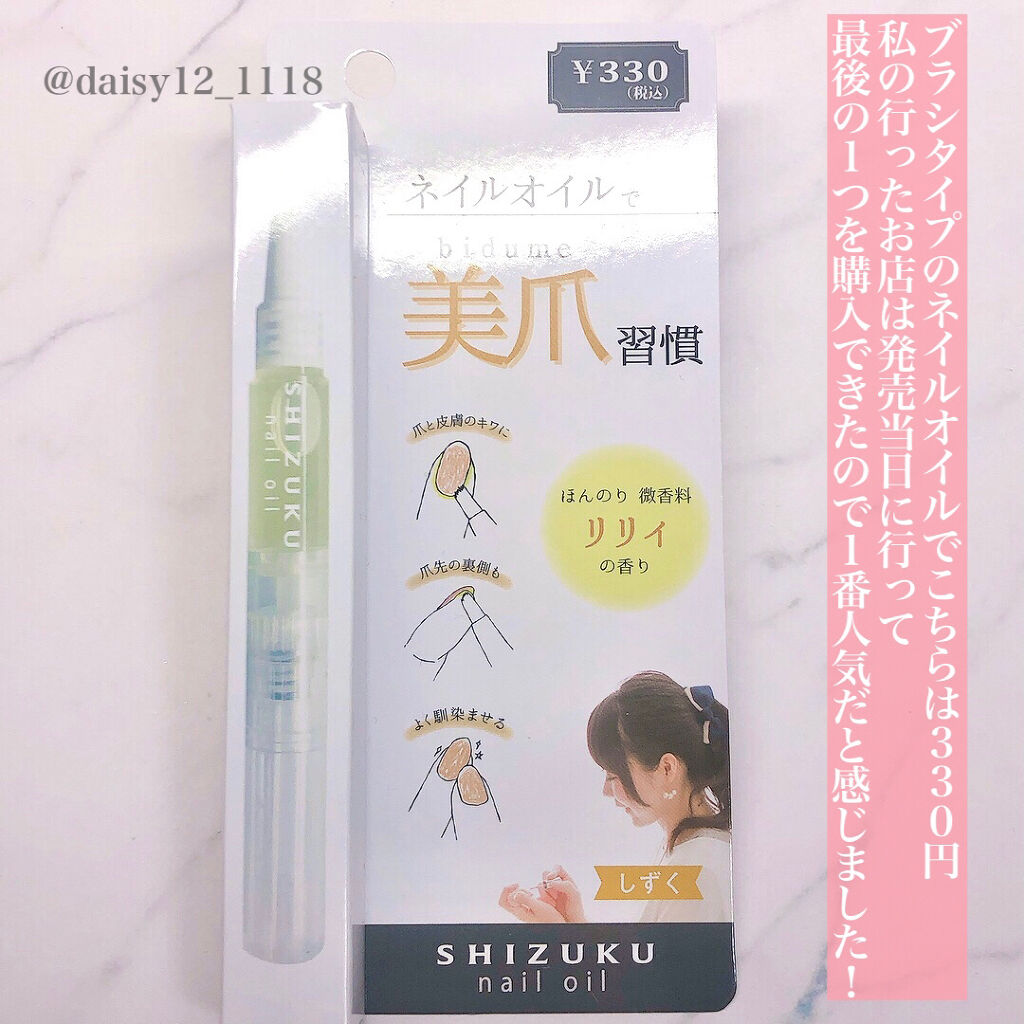 @daisy12_1118
¥330
(税込)
ネイルオイルで
bidume
美爪習慣
爪と皮膚のキワに
爪先の裏側も
よく馴染ませる
ほんのり 微香料
リリィ
の香り
SHIZUKU
nail oil
しずく
SHIZUKU
nail oil
ブラシタイプのネイルオイルでこちらは330円
私の行ったお店は発売当日に行って
最後の1つを購入できたので1番人気だと感じました！